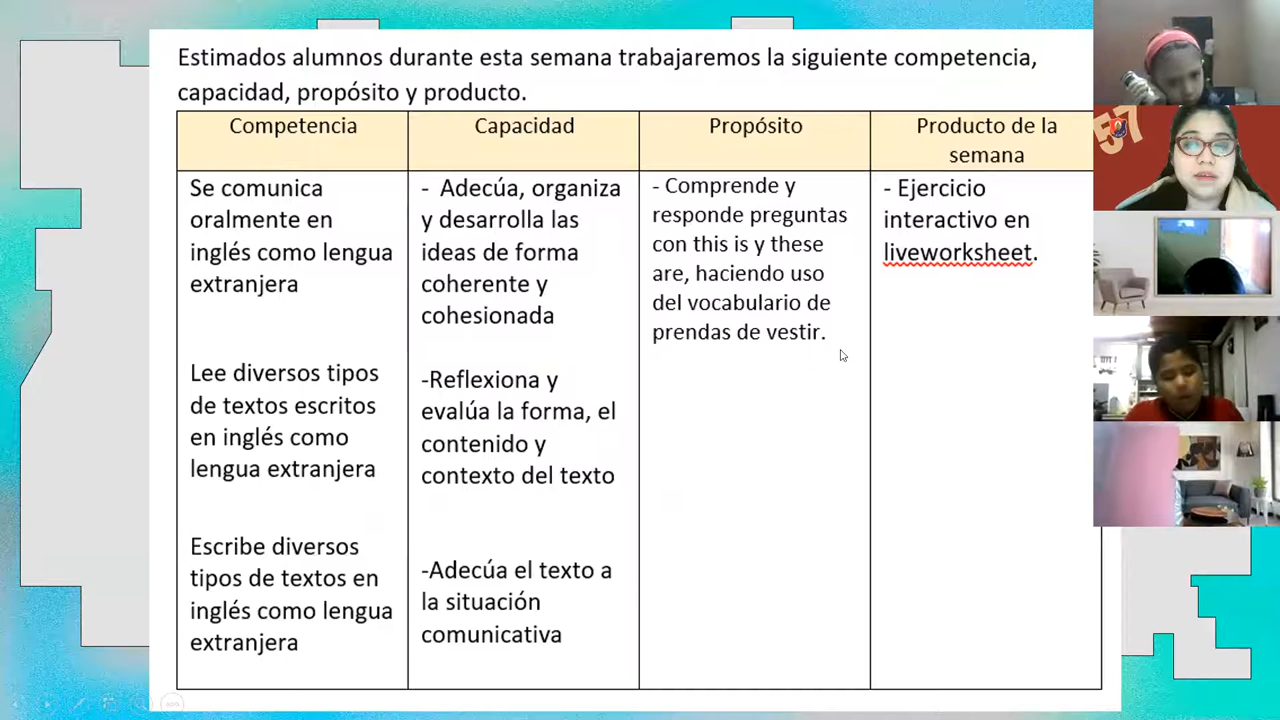 Estimados alumnos durante esta semana trabajaremos la siguiente competencia,
capacidad, propósito y producto.
Competencia
Capacidad
Propósito
Producto de la
semana
Se comunica
oralmente en
inglés como lengua
extranjera
Lee diversos tipos
de textos escritos
en inglés como
lengua extranjera
Escribe diversos
tipos de textos en
inglés como lengua
extranjera
- Adecúa, organiza
y desarrolla las
ideas de forma
coherente y
cohesionada
-Reflexiona y
evalúa la forma, el
contenido y
contexto del texto
-Adecúa el texto a
la situación
comunicativa
- Comprende y
responde preguntas
con this is y these
are, haciendo uso
del vocabulario de
prendas de vestir.
- Ejercicio
interactivo en
liveworksheet.
57